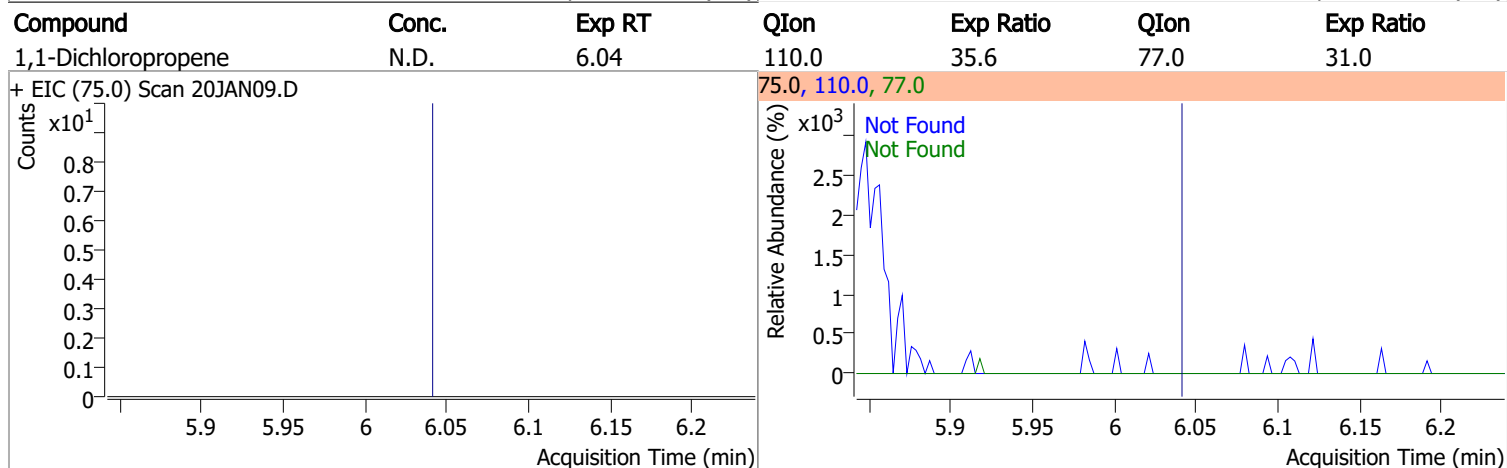 Compound Conc. Exp RT QIon Exp Ratio QIon Exp Ratio
1,1-Dichloropropene N.D. 6.04 110.0 35.6 77.0 31.0
+ EIC (75.0) Scan 20JAN09.D
Counts
x10¹
0.8
0.7
0.6
0.5
0.4
0.3
0.2
0.1
0
5.9 5.95 6 6.05 6.1 6.15 6.2
Acquisition Time (min)
75.0, 110.0, 77.0
Relative Abundance (%)
x10³
Not Found
Not Found
2.5
2
1.5
1
0.5
0
5.9 5.95 6 6.05 6.1 6.15 6.2
Acquisition Time (min)